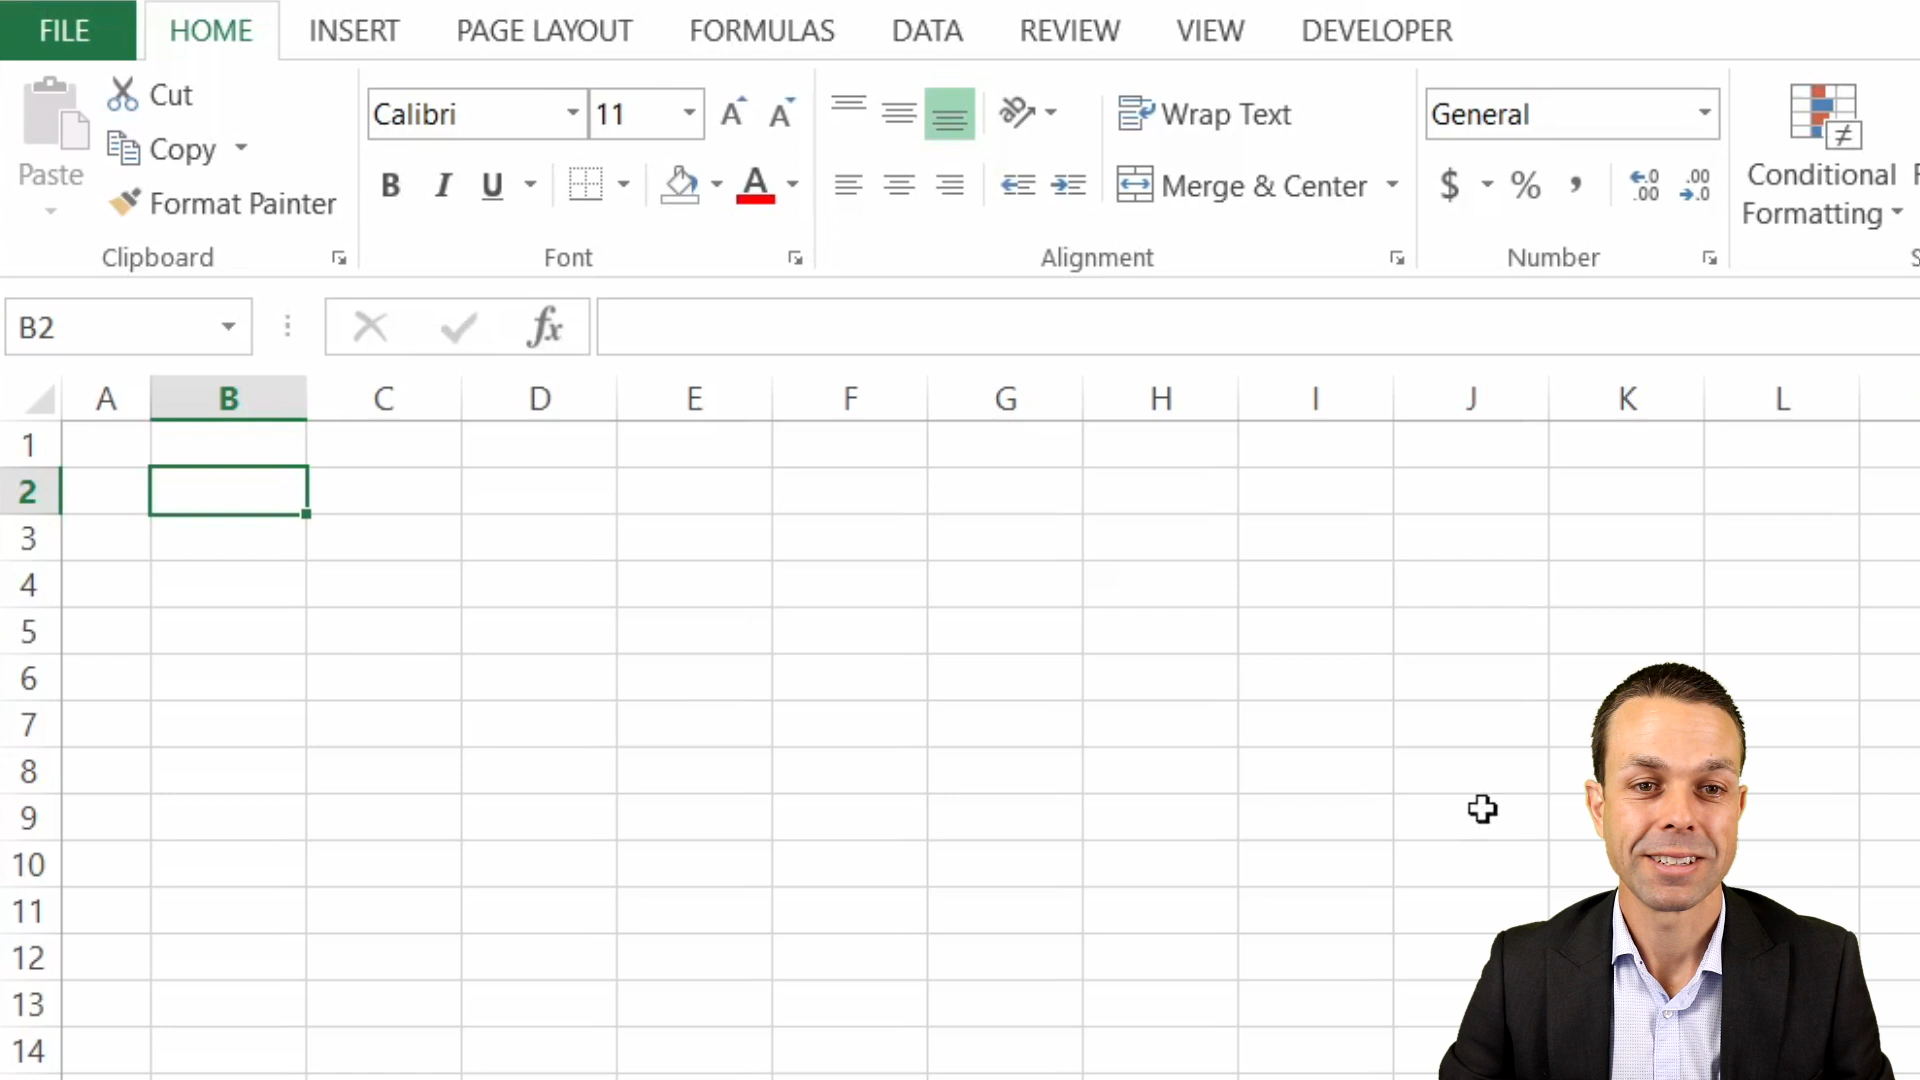 FILE HOME INSERT PAGE LAYOUT FORMULAS DATA REVIEW VIEW DEVELOPER
Cut
Copy
Format Painter
Paste
Clipboard
Calibri 11
B I U
Font
Wrap Text
Merge & Center
Alignment
General
$ % ,
Number
Conditional
Formatting
B2
fx
A B C D E F G H I J K L
1
2
3
4
5
6
7
8
9
10
11
12
13
14